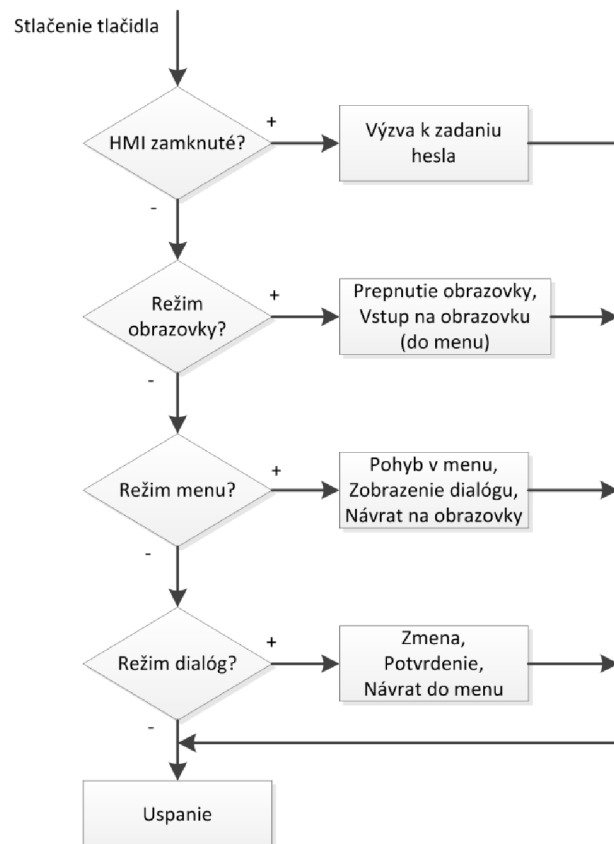 Stlačenie tlačidla
HMI zamknuté?
+
Výzva k zadaniu
hesla
-
Režim
obrazovky?
+
Prepnutie obrazovky,
Vstup na obrazovku
(do menu)
-
Režim menu?
+
Pohyb v menu,
Zobrazenie dialógu,
Návrat na obrazovky
-
Režim dialóg?
+
Zmena,
Potvrdenie,
Návrat do menu
-
Uspanie